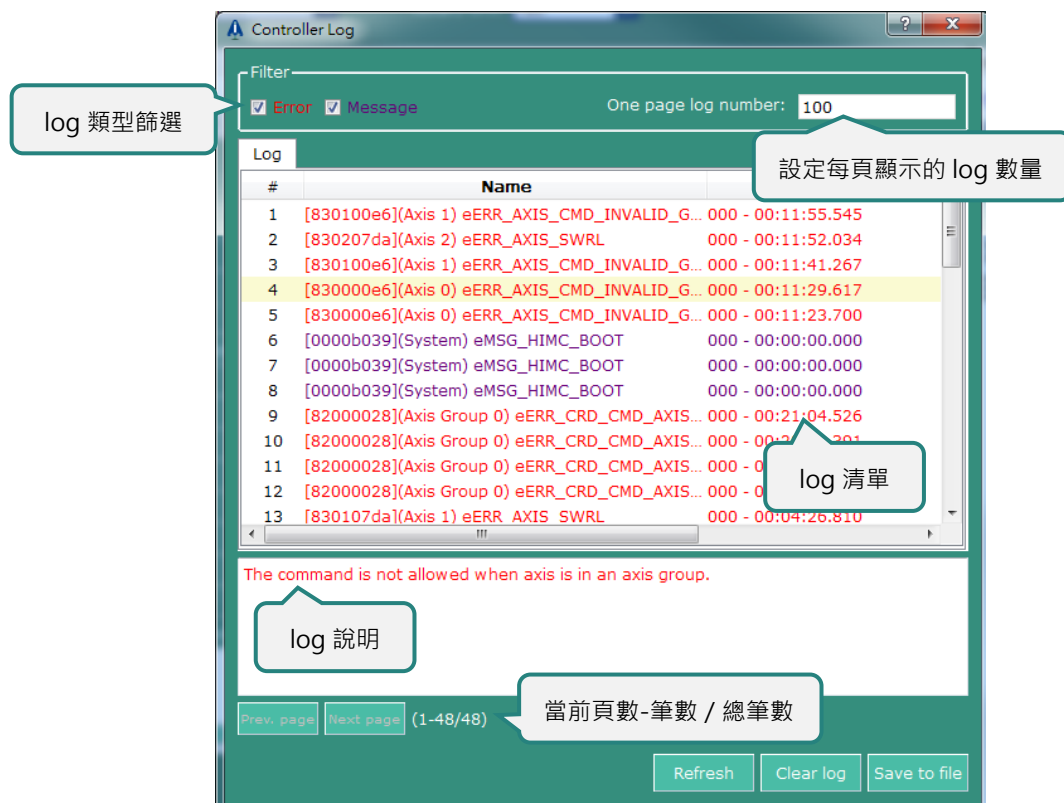 Controller Log
Filter
Error Message One page log number: 100
log 類型篩選
設定每頁顯示的 log 數量
Log
# Name
1 [830100e6](Axis 1) eERR_AXIS_CMD_INVALID_G... 000 - 00:11:55.545
2 [830207da](Axis 2) eERR_AXIS_SWRL 000 - 00:11:52.034
3 [830100e6](Axis 1) eERR_AXIS_CMD_INVALID_G... 000 - 00:11:41.267
4 [830000e6](Axis 0) eERR_AXIS_CMD_INVALID_G... 000 - 00:11:29.617
5 [830000e6](Axis 0) eERR_AXIS_CMD_INVALID_G... 000 - 00:11:23.700
6 [0000b039](System) eMSG_HIMC_BOOT 000 - 00:00:00.000
7 [0000b039](System) eMSG_HIMC_BOOT 000 - 00:00:00.000
8 [0000b039](System) eMSG_HIMC_BOOT 000 - 00:00:00.000
9 [82000028](Axis Group 0) eERR_CRD_CMD_AXIS... 000 - 00:21:04.526
10 [82000028](Axis Group 0) eERR_CRD_CMD_AXIS... 000 -
11 [82000028](Axis Group 0) eERR_CRD_CMD_AXIS... 000 -
12 [82000028](Axis Group 0) eERR_CRD_CMD_AXIS... 000 -
13 [830107da](Axis 1) eERR_AXIS_SWRL 000 - 00:04:26.810
log 清單
The command is not allowed when axis is in an axis group.
log 說明
Prev. page Next page (1-48/48)
當前頁數-筆數 / 總筆數
Refresh Clear log Save to file